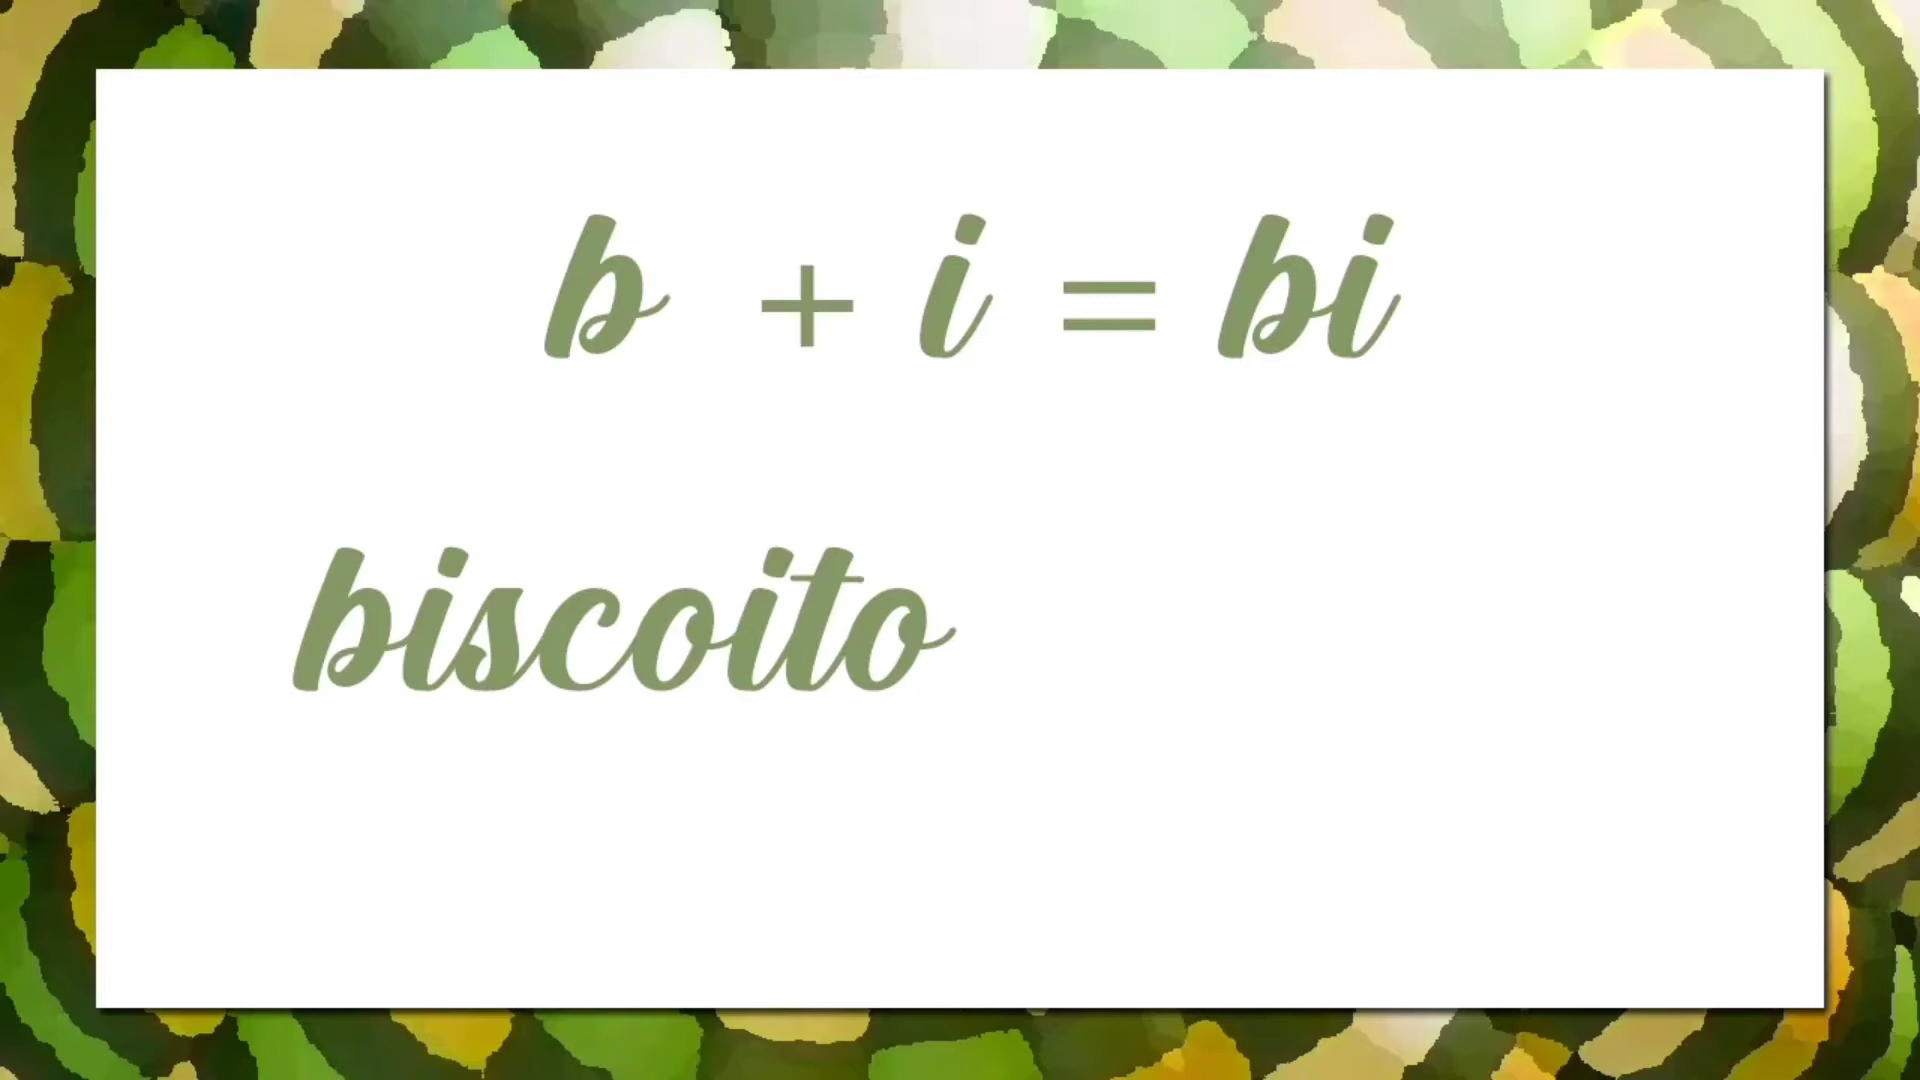 b + i = bi
biscoito